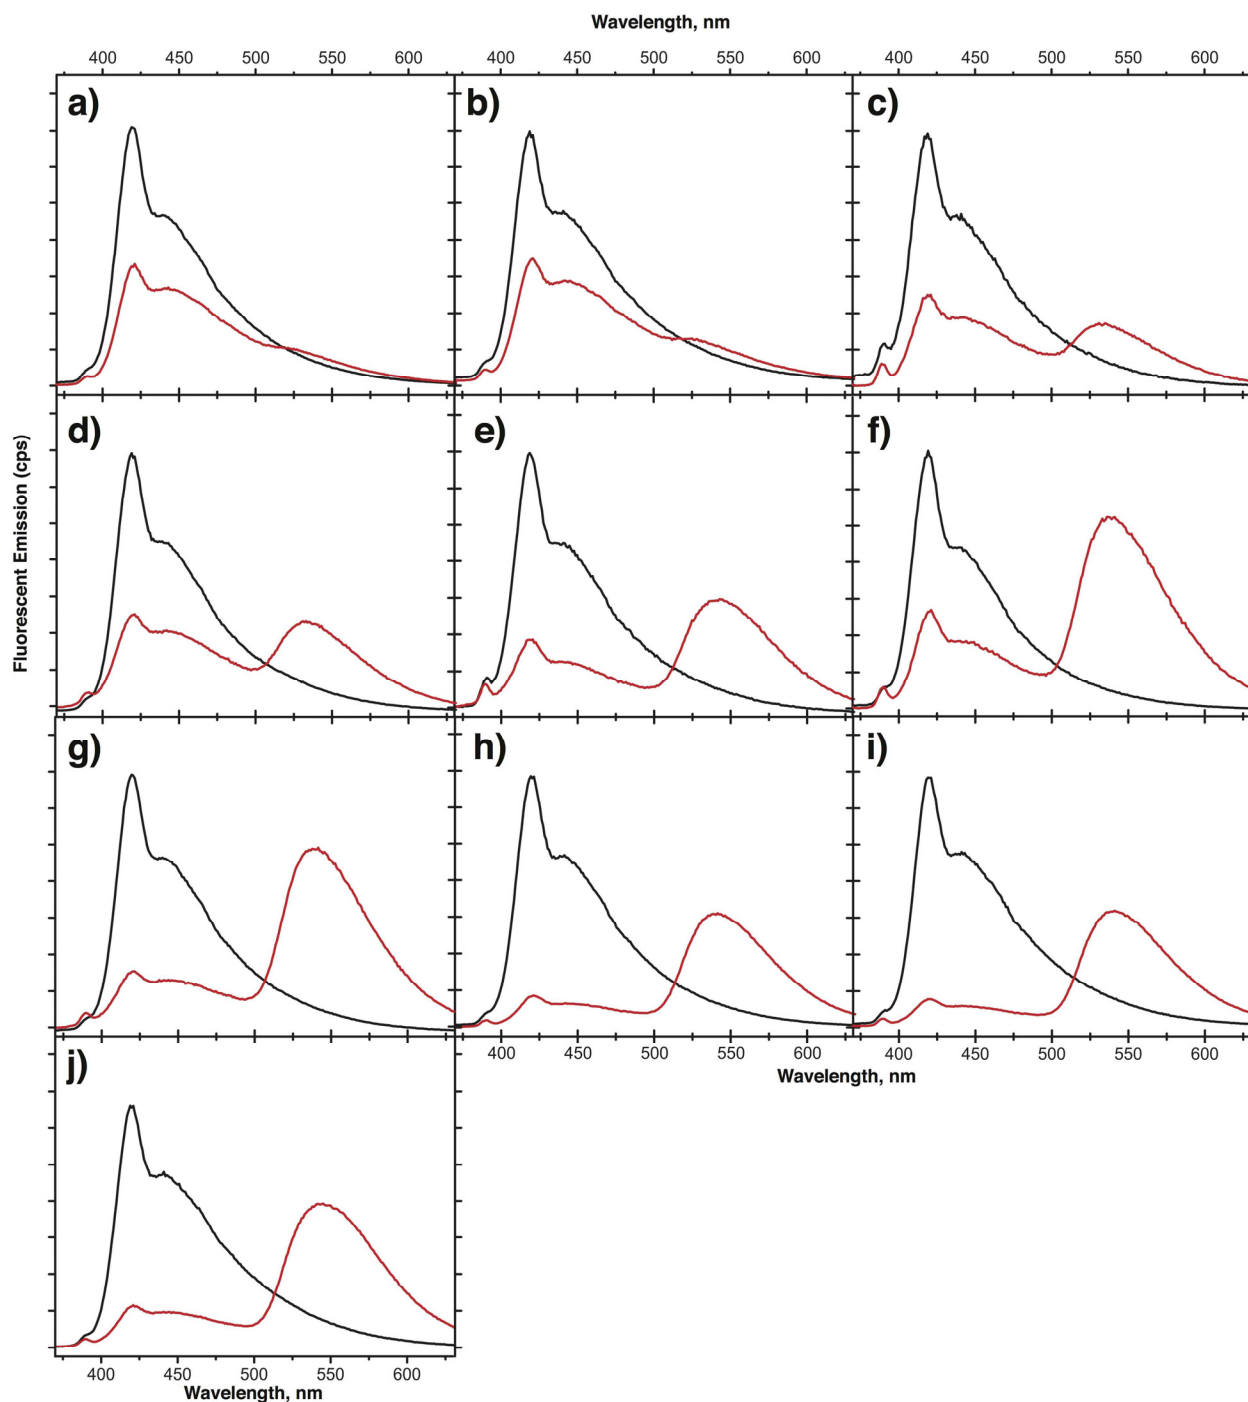 Wavelength, nm
400 450 500 550 600 400 450 500 550 600 400 450 500 550 600
a) b) c)
d) e) f)
Fluorescent Emission (cps)
g) h) i)
400 450 500 550 600 400 450 500 550 600
j) Wavelength, nm
400 450 500 550 600
Wavelength, nm